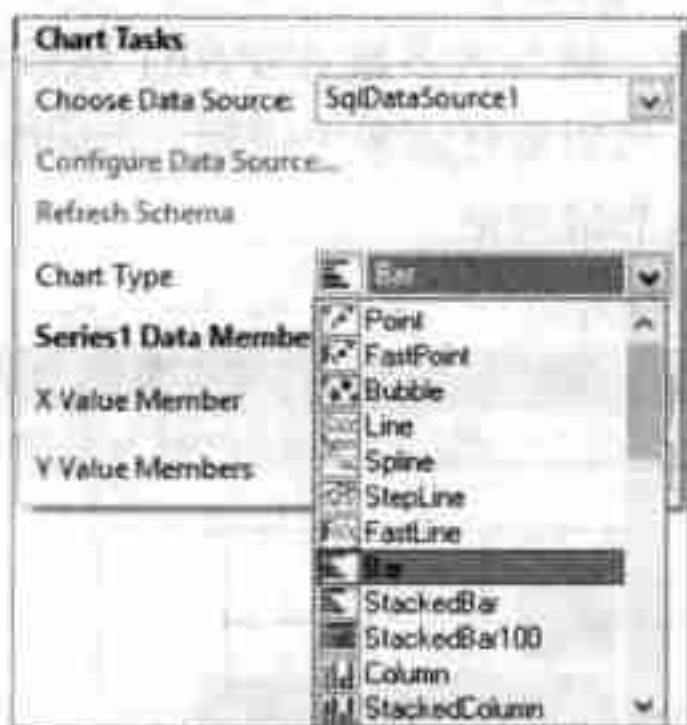 Chart Tasks
Choose Data Source: SqlDataSource1
Configure Data Source...
Refresh Schema
Chart Type Bar
Series1 Data Membe
X Value Member
Y Value Members
Point
FastPoint
Bubble
Line
Spline
StepLine
FastLine
Bar
StackedBar
StackedBar100
Column
StackedColumn